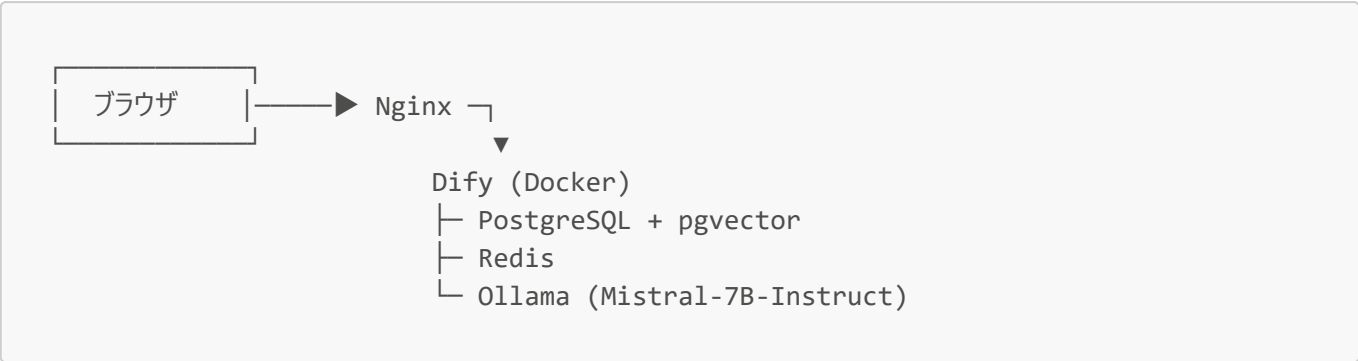 ブラウザ Nginx
Dify (Docker)
PostgreSQL + pgvector
Redis
Ollama (Mistral-7B-Instruct)